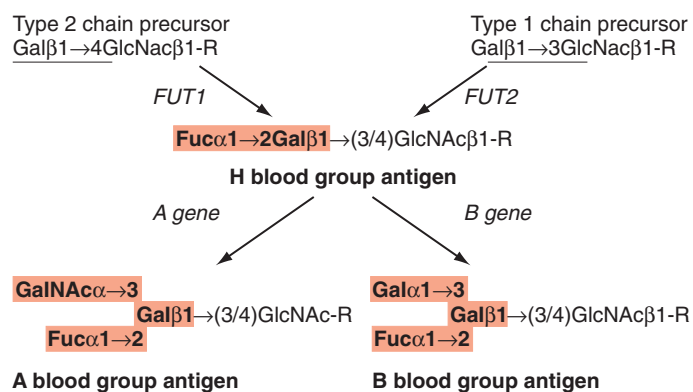 Type 2 chain precursor
Galβ1→4GlcNacβ1-R
Type 1 chain precursor
Galβ1→3GlcNacβ1-R
FUT1
FUT2
Fucα1→2Galβ1→(3/4)GlcNAcβ1-R
H blood group antigen
A gene
B gene
GalNAcα→3
Galβ1→(3/4)GlcNAc-R
Fucα1→2
A blood group antigen
Galα1→3
Galβ1→(3/4)GlcNAcβ1-R
Fucα1→2
B blood group antigen